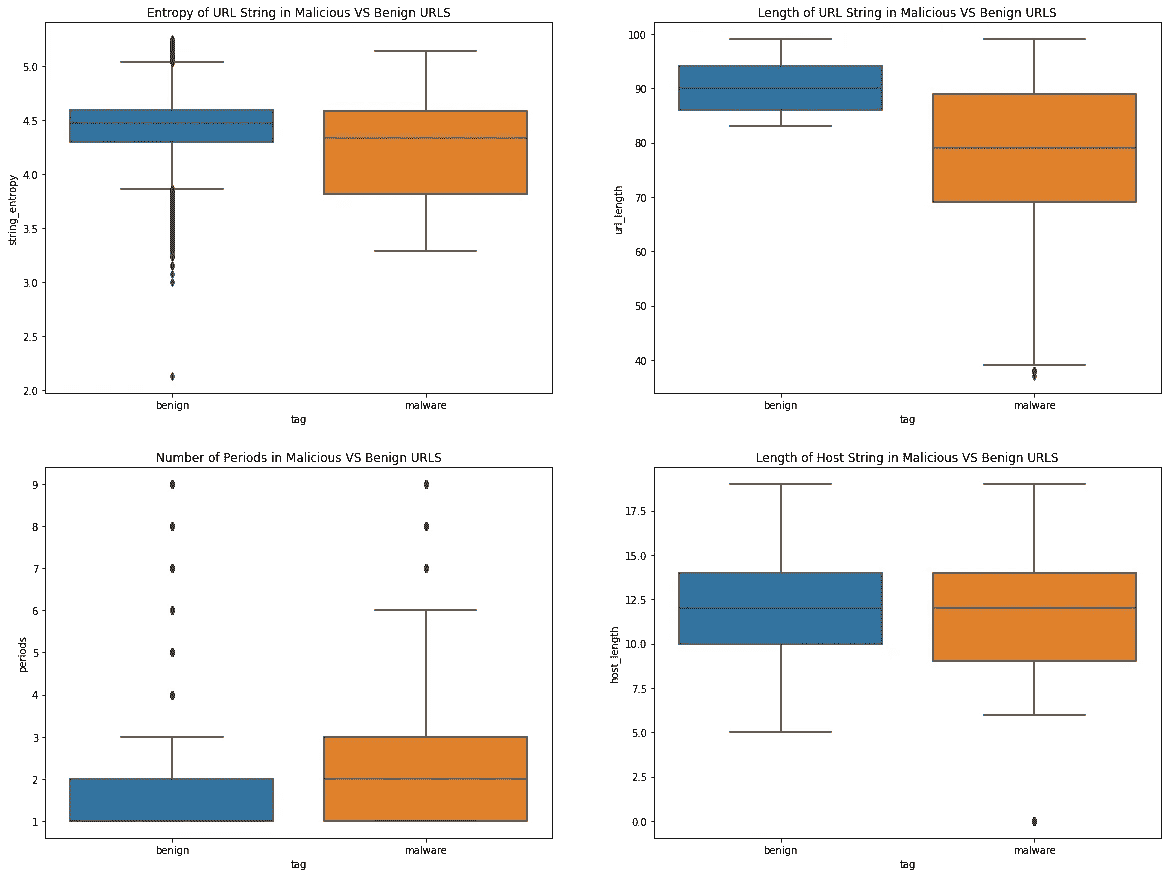 Entropy of URL String in Malicious VS Benign URLS
5.0
4.5
4.0
3.5
3.0
2.5
2.0
string_entropy
benign
malware
tag
Length of URL String in Malicious VS Benign URLS
100
90
80
70
60
50
40
url_length
benign
malware
tag
Number of Periods in Malicious VS Benign URLS
9
8
7
6
5
4
3
2
1
periods
benign
malware
tag
Length of Host String in Malicious VS Benign URLS
17.5
15.0
12.5
10.0
7.5
5.0
2.5
0.0
host_length
benign
malware
tag